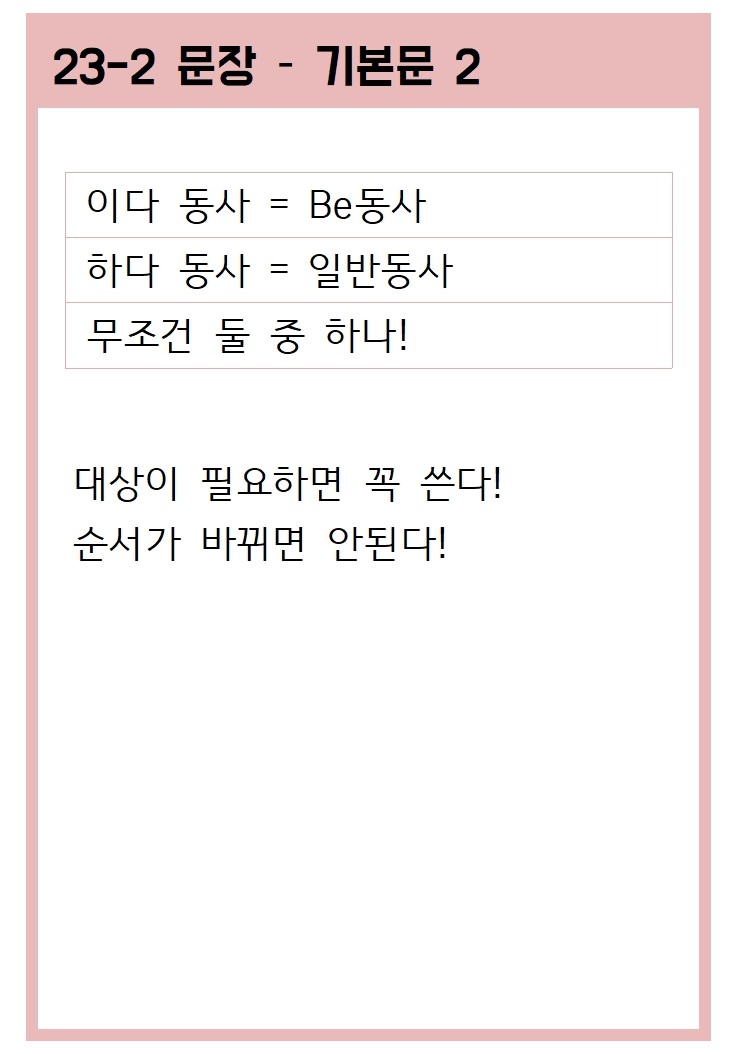 23-2 문장 - 기본문 2
이다 동사 = Be동사
하다 동사 = 일반동사
무조건 둘 중 하나!
대상이 필요하면 꼭 쓴다!
순서가 바뀌면 안된다!